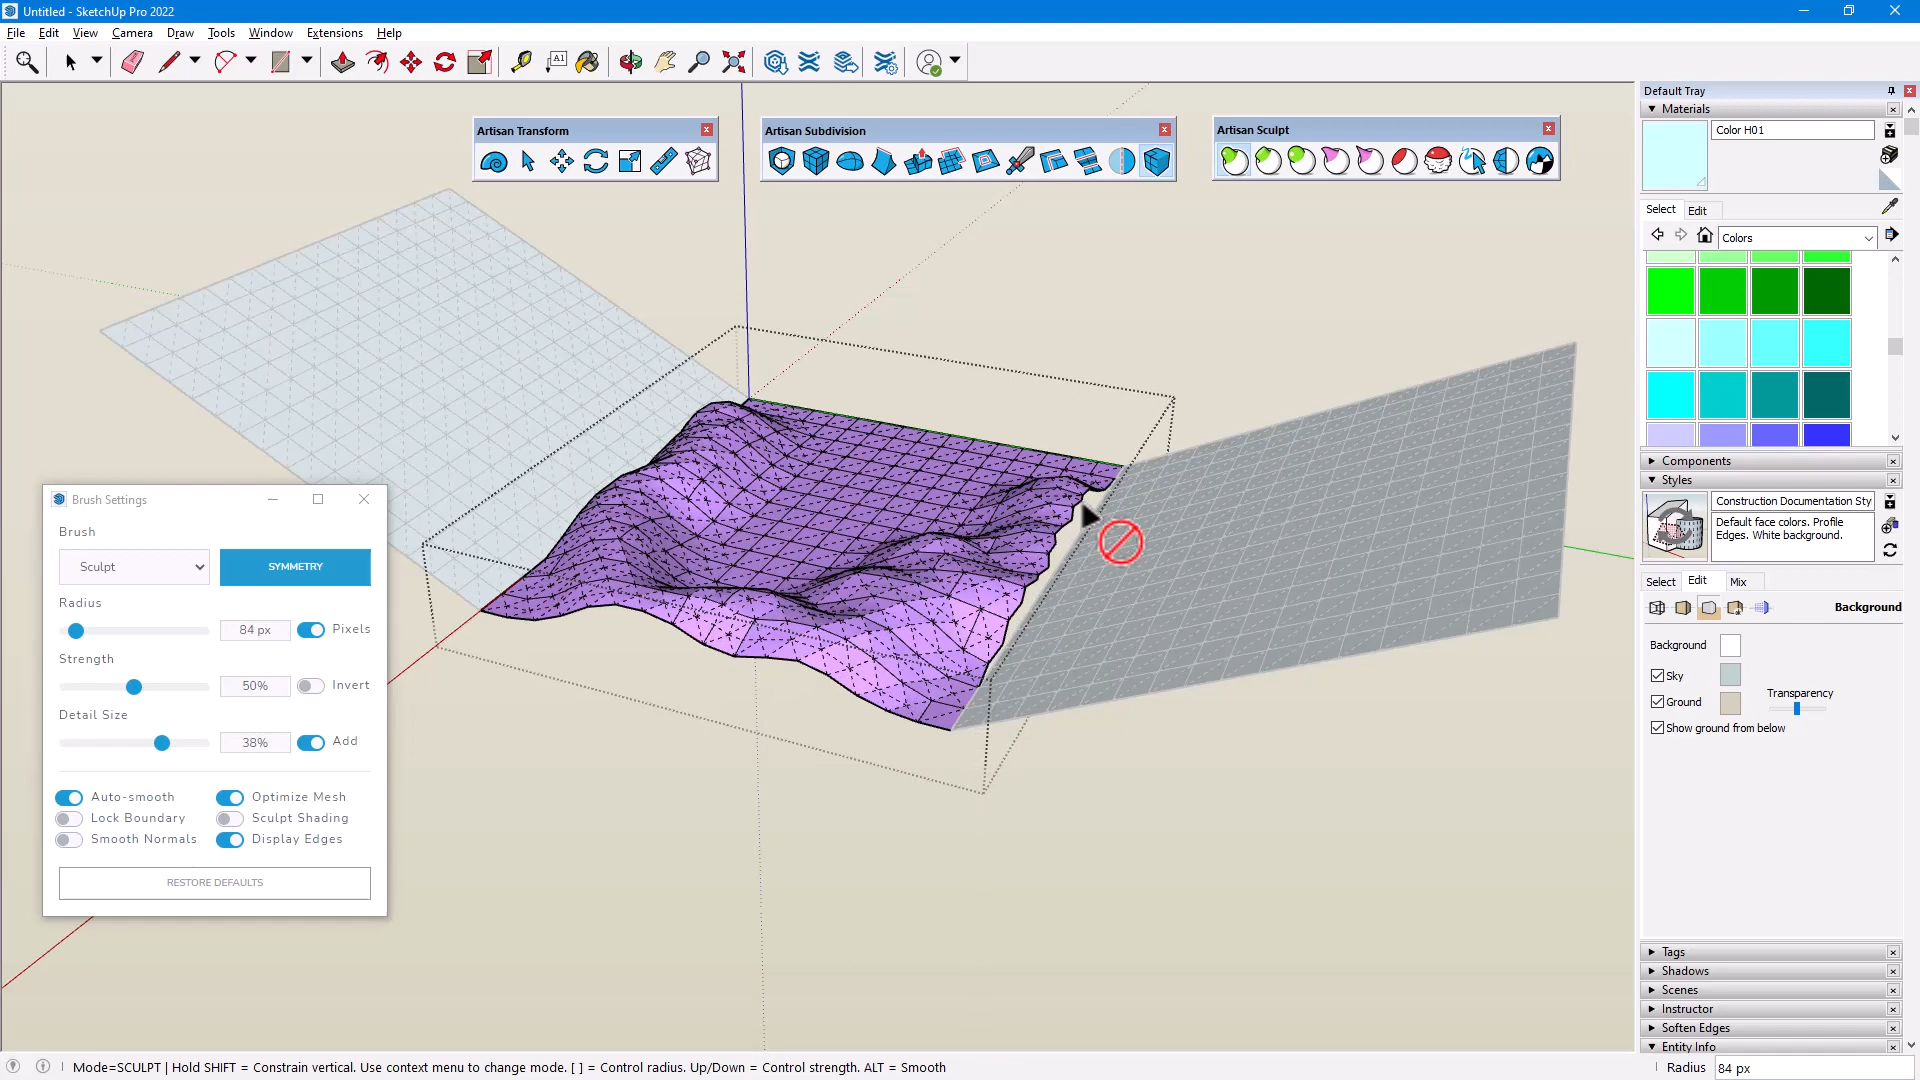 Untitled - SketchUp Pro 2022
File Edit View Camera Draw Tools Window Extensions Help
A1
Default Tray
Materials
Color H01
Select Edit
Colors
Components
Styles
Construction Documentation Sty
Default face colors. Profile
Edges. White background.
Select Edit Mix
Background
Background
Sky
Transparency
Ground
Show ground from below
Tags
Shadows
Scenes
Instructor
Soften Edges
Entity Info
Artisan Transform
Artisan Subdivision
Artisan Sculpt
Brush Settings
Brush
Sculpt SYMMETRY
Radius
84 px Pixels
Strength
50% Invert
Detail Size
38% Add
Auto-smooth Optimize Mesh
Lock Boundary Sculpt Shading
Smooth Normals Display Edges
RESTORE DEFAULTS
Mode=SCULPT | Hold SHIFT = Constrain vertical. Use context menu to change mode. [ ] = Control radius. Up/Down = Control strength. ALT = Smooth
Radius 84 px